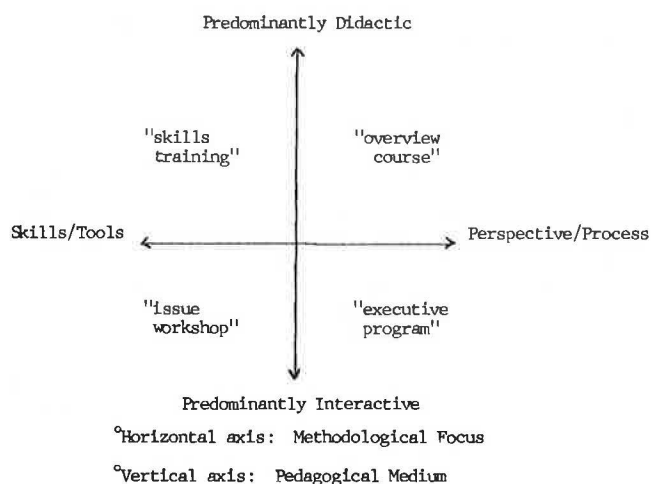 Predominantly Didactic
"skills training"
"overview course"
Skills/Tools
Perspective/Process
"issue workshop"
"executive program"
Predominantly Interactive
°Horizontal axis: Methodological Focus
°Vertical axis: Pedagogical Medium